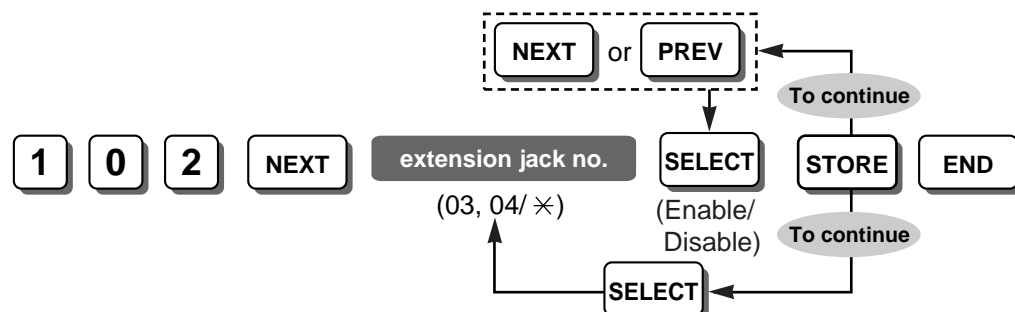 NEXT or PREV
To continue
1 0 2 NEXT extension jack no. SELECT STORE END
(03, 04/ ✳)
(Enable/
Disable)
To continue
SELECT